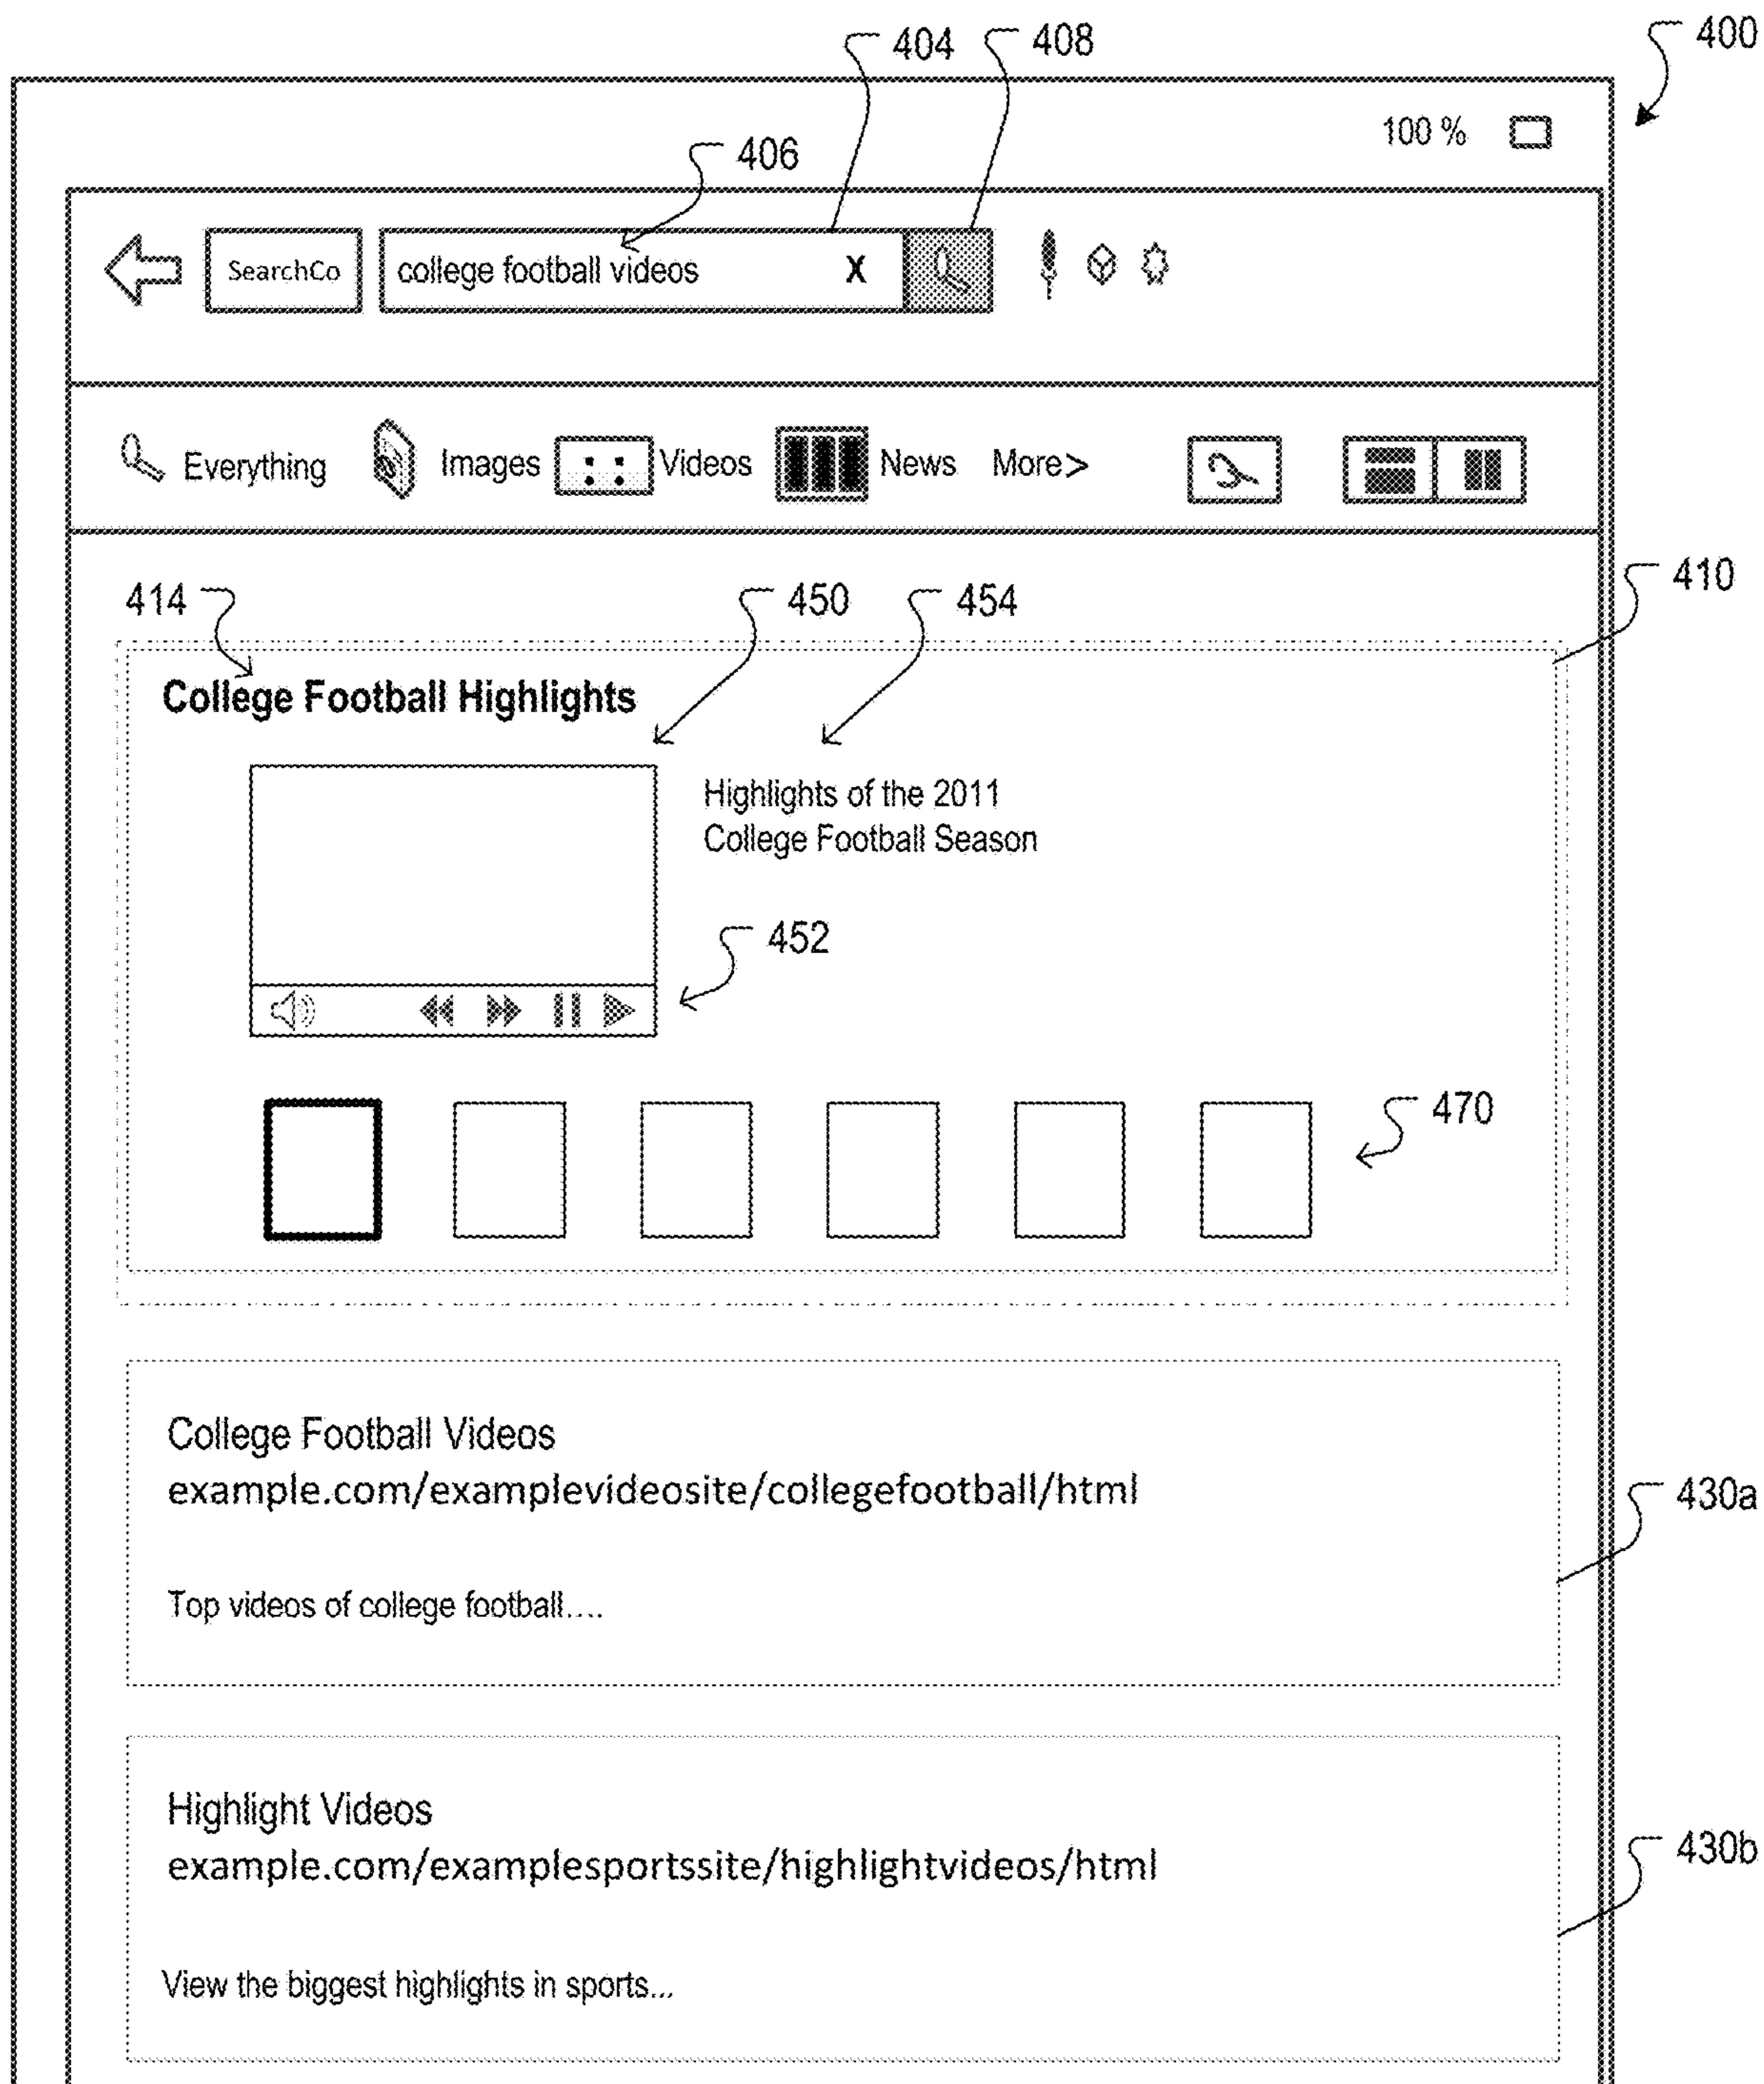 400
404
408
100 %
406
SearchCo
college football videos
X
Everything
Images
Videos
News
More>
410
414
450
454
College Football Highlights
Highlights of the 2011
College Football Season
452
470
College Football Videos
example.com/examplevideosite/collegefootball/html
430a
Top videos of college football....
Highlight Videos
430b
example.com/examplesportssite/highlightvideos/html
View the biggest highlights in sports...